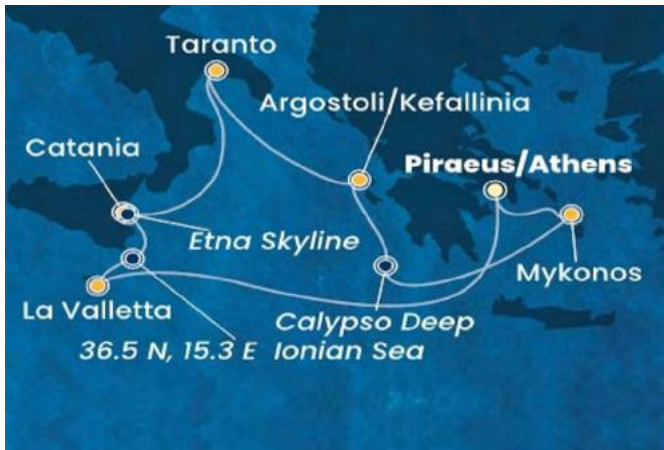 Taranto
Argostoli/Kefallinia
Catania
Piraeus/Athens
Etna Skyline
Mykonos
La Valletta
Calypso Deep
Ionian Sea
36.5 N, 15.3 E